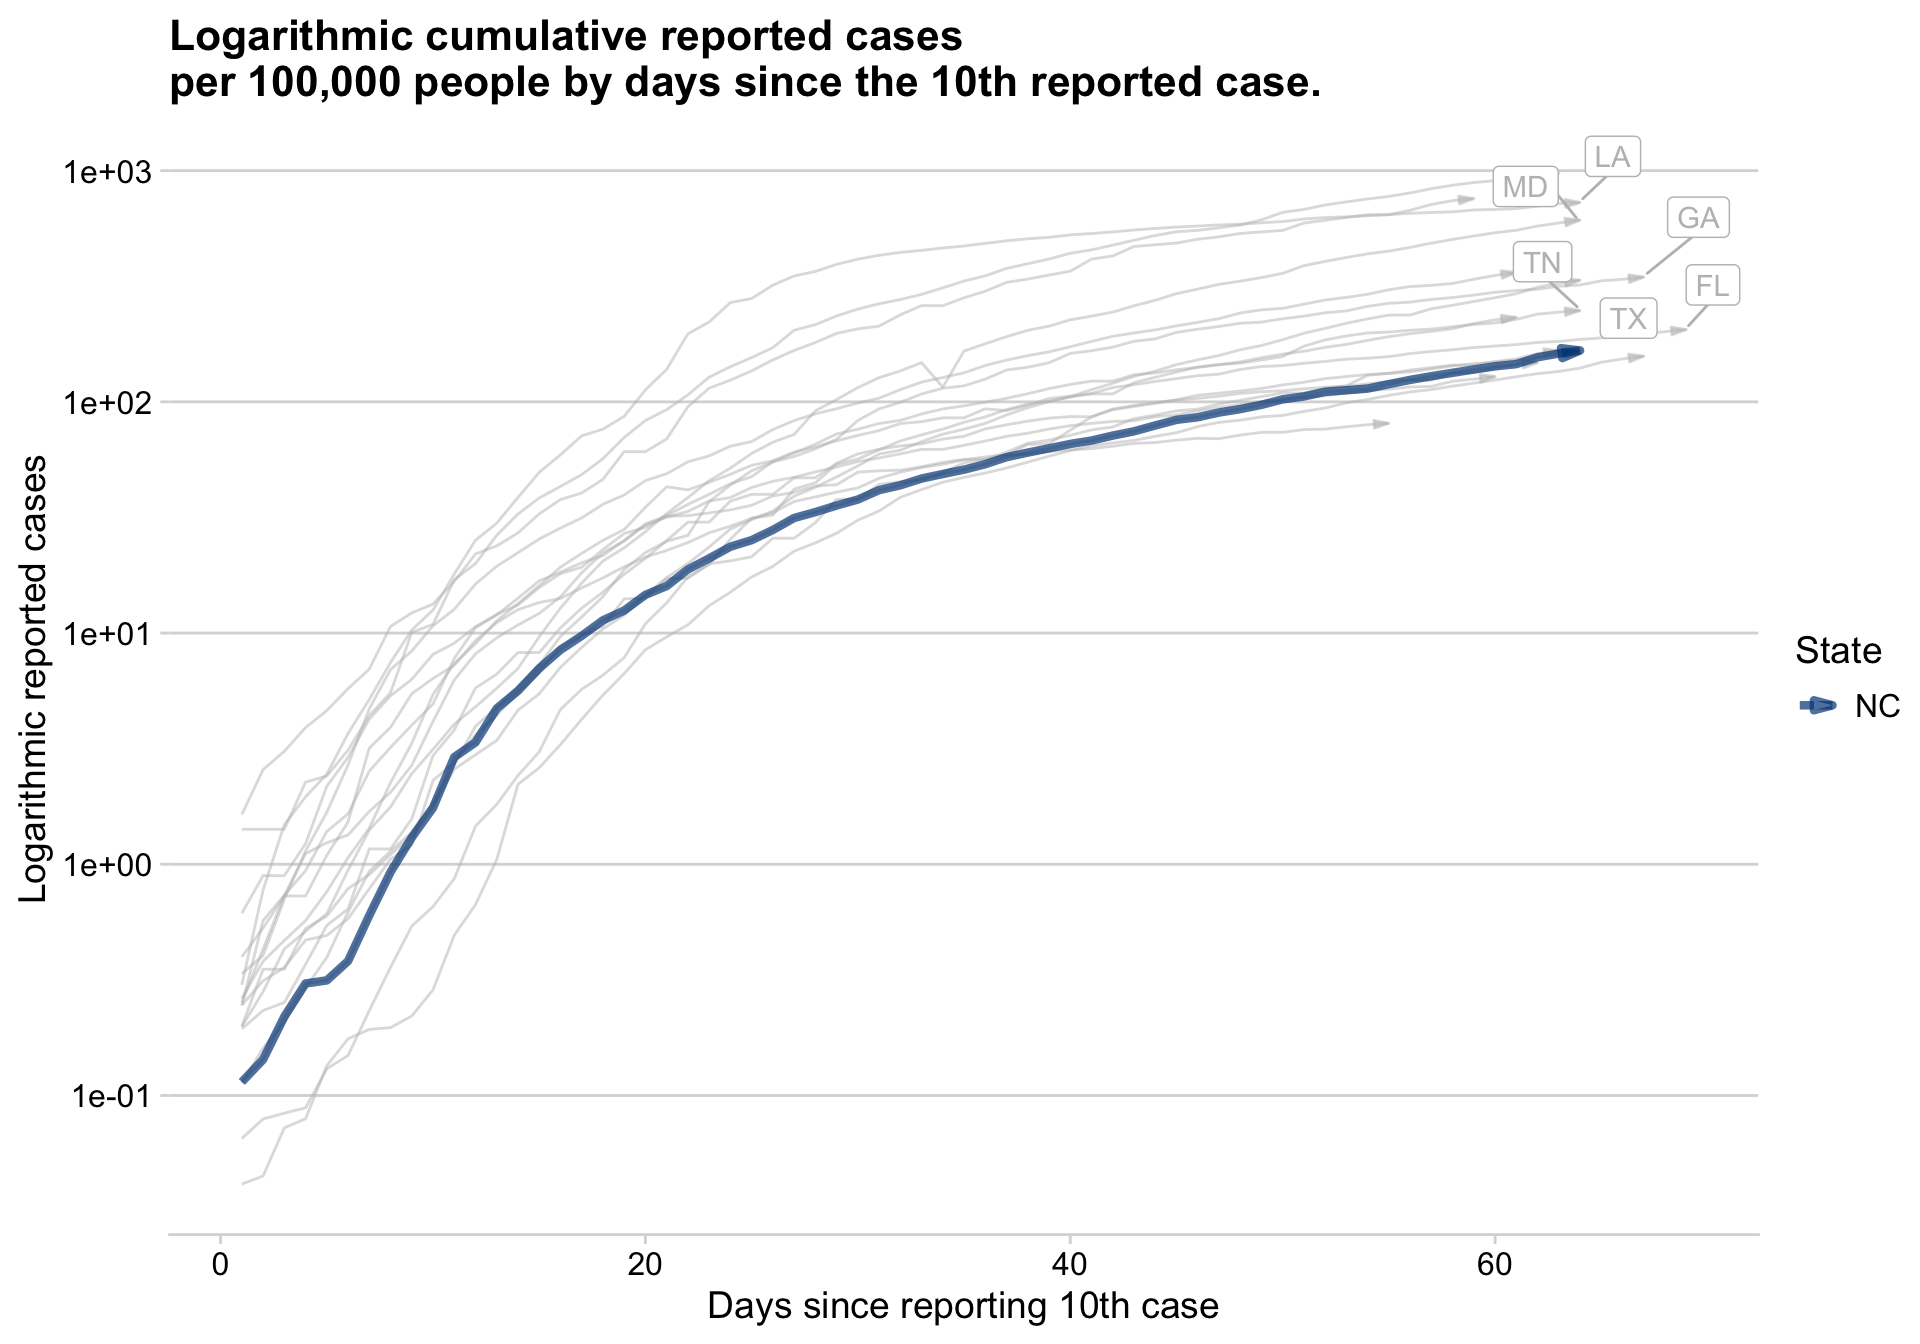 Logarithmic cumulative reported cases
per 100,000 people by days since the 10th reported case.
1e+03
1e+02
1e+01
1e+00
1e-01
Logarithmic reported cases
LA
MD
GA
TN
FL
TX
State
NC
0
20
40
60
Days since reporting 10th case